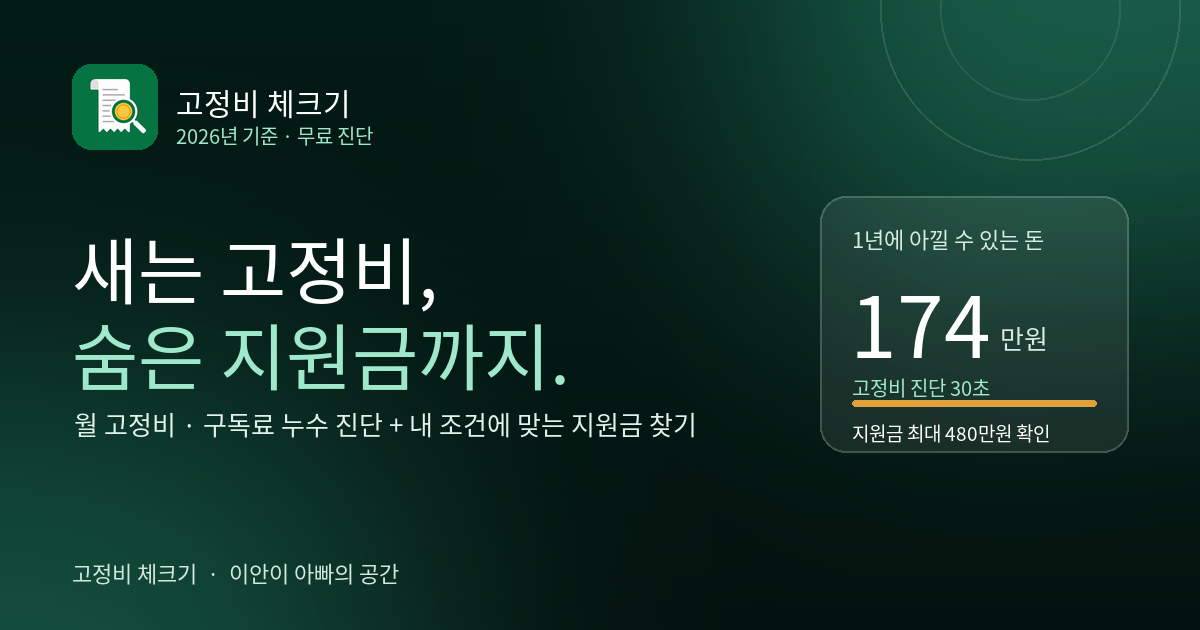 고정비 체크기
2026년 기준 · 무료 진단
새는 고정비,
숨은 지원금까지.
월 고정비 · 구독료 누수 진단 + 내 조건에 맞는 지원금 찾기
1년에 아낄 수 있는 돈
174 만원
고정비 진단 30초
지원금 최대 480만원 확인
고정비 체크기 · 이안이 아빠의 공간